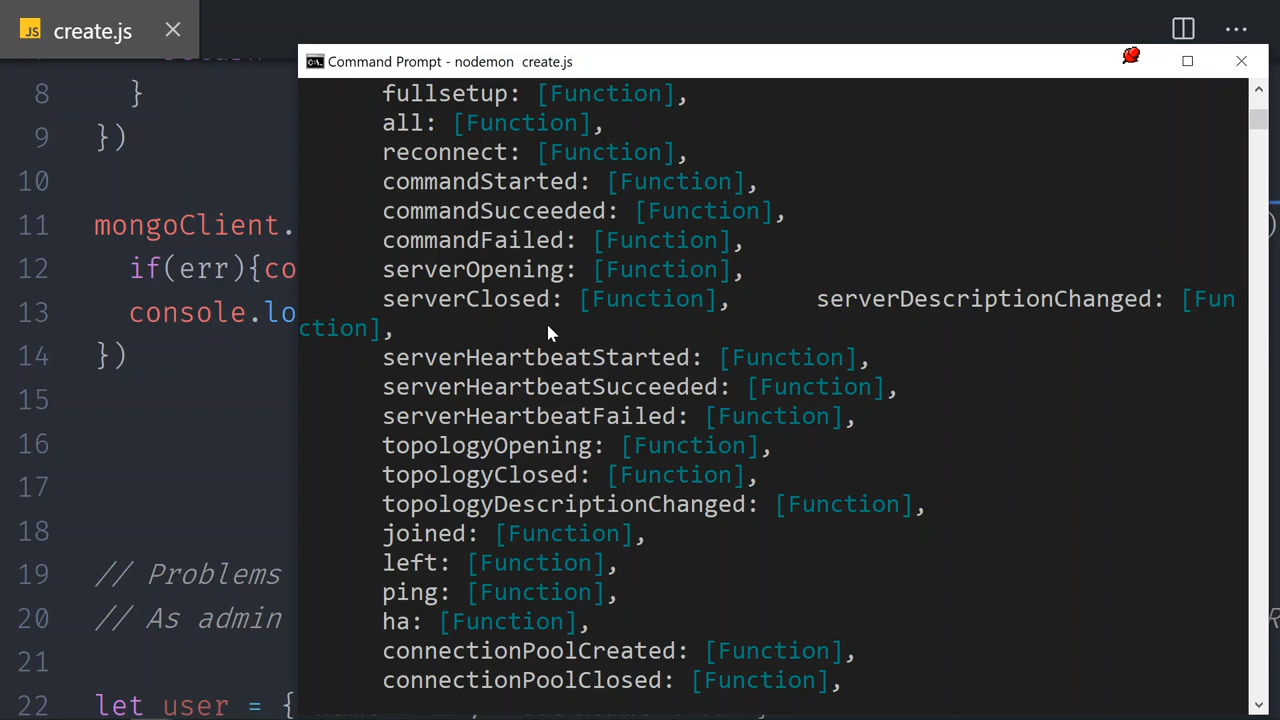 JS create.js
Command Prompt - nodemon create.js
8 }
9 })
10
11 mongoClient.
12 if(err){co
13 console.lo
14 })
15
16
17
18
19 // Problems
20 // As admin
21
22 let user = {
fullsetup: [Function],
all: [Function],
reconnect: [Function],
commandStarted: [Function],
commandSucceeded: [Function],
commandFailed: [Function],
serverOpening: [Function],
serverClosed: [Function], serverDescriptionChanged: [Fun
ction],
serverHeartbeatStarted: [Function],
serverHeartbeatSucceeded: [Function],
serverHeartbeatFailed: [Function],
topologyOpening: [Function],
topologyClosed: [Function],
topologyDescriptionChanged: [Function],
joined: [Function],
left: [Function],
ping: [Function],
ha: [Function],
connectionPoolCreated: [Function],
connectionPoolClosed: [Function],